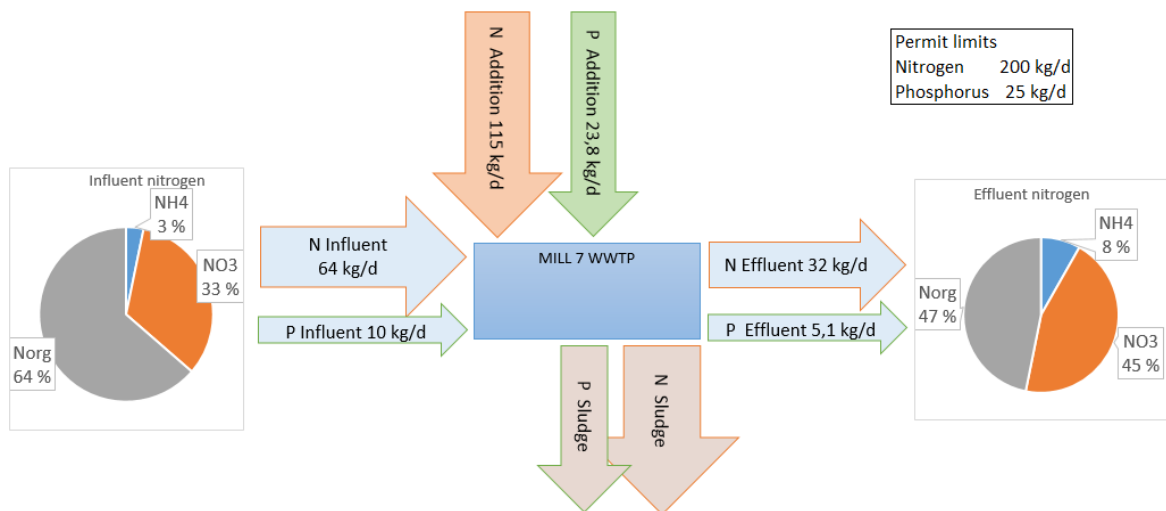 N Addition 115 kg/d
P Addition 23,8 kg/d
Permit limits
Nitrogen 200 kg/d
Phosphorus 25 kg/d
Influent nitrogen
NH4
3 %
NO3
33 %
Norg
64 %
N Influent
64 kg/d
P Influent 10 kg/d
MILL 7 WWTP
N Effluent 32 kg/d
P Effluent 5,1 kg/d
P Sludge
N Sludge
Effluent nitrogen
NH4
8 %
Norg
47 %
NO3
45 %